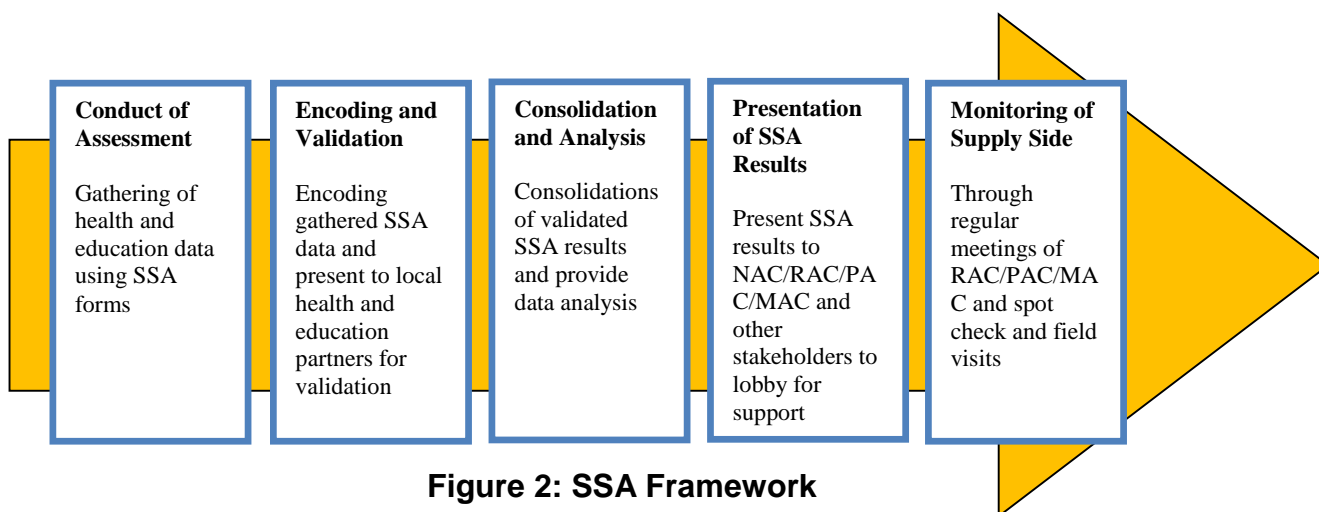 Conduct of
Assessment
Gathering of
health and
education data
using SSA
forms
Encoding and
Validation
Encoding
gathered SSA
data and
present to local
health and
education
partners for
validation
Consolidation
and Analysis
Consolidations
of validated
SSA results
and provide
data analysis
Presentation
of SSA
Results
Present SSA
results to
NAC/RAC/PA
C/MAC and
other
stakeholders to
lobby for
support
Monitoring of
Supply Side
Through
regular
meetings of
RAC/PAC/MA
C and spot
check and field
visits
Figure 2: SSA Framework